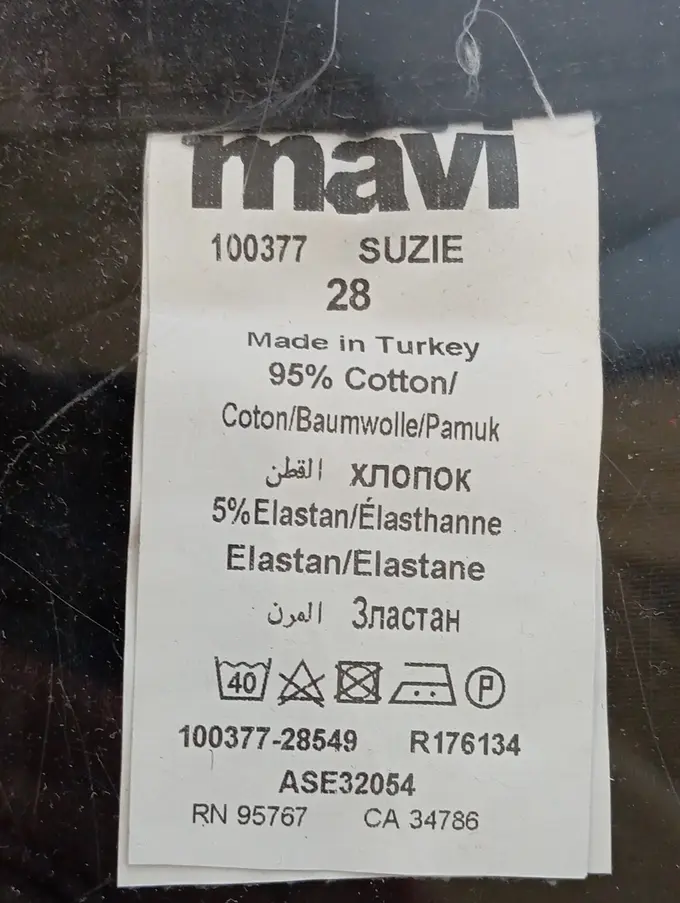 mavi
100377 SUZIE
28
Made in Turkey
95% Cotton/
Coton/Baumwolle/Pamuk
القطن хлопок
5%Elastan/Élasthanne
Elastan/Elastane
المرن Зластан
40 P
100377-28549 R176134
ASE32054
RN 95767 CA 34786